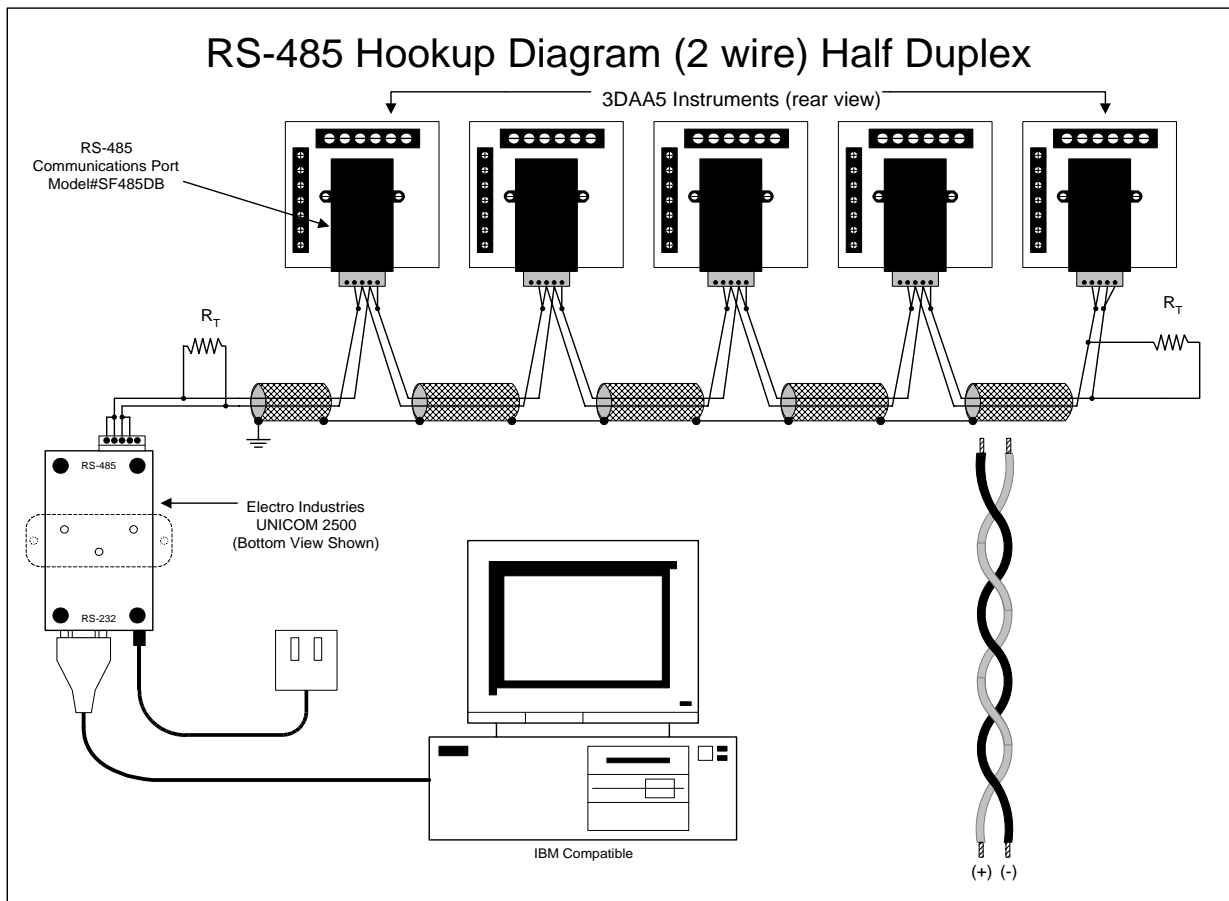 RS-485 Hookup Diagram (2 wire) Half Duplex
3DAA5 Instruments (rear view)
RS-485
Communications Port
Model#SF485DB
RT
RT
RS-485
Electro Industries
UNICOM 2500
(Bottom View Shown)
RS-232
IBM Compatible
(+) (-)